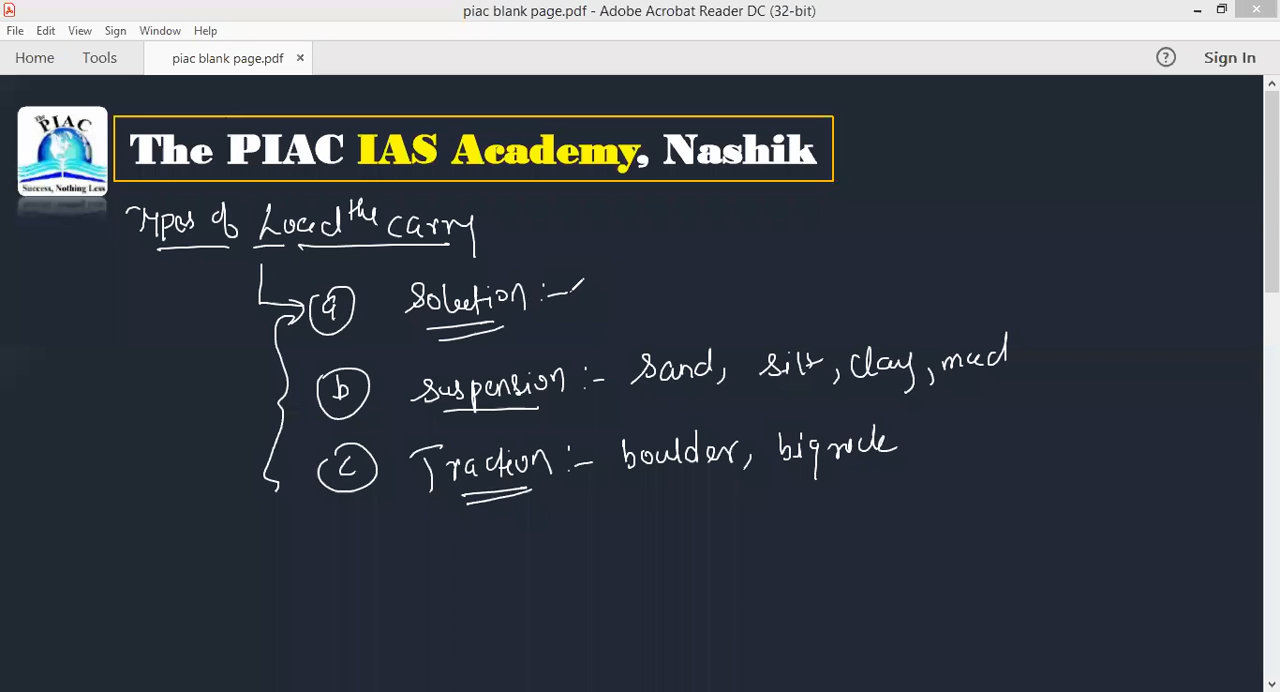 piac blank page.pdf - Adobe Acrobat Reader DC (32-bit)
File Edit View Sign Window Help
Home Tools piac blank page.pdf × ? Sign In
The PIAC
Success, Nothing Less
The PIAC IAS Academy, Nashik
Types of Load the carry
a Solution :-
b suspension :- sand, silt, clay, mud
c Traction :- boulder, big rock